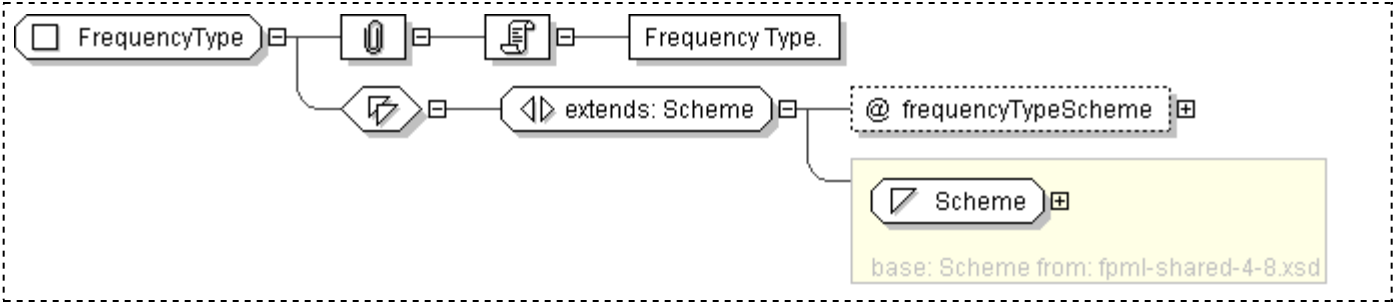 FrequencyType
Frequency Type.
extends: Scheme
@ frequencyTypeScheme
Scheme
base: Scheme from: fpml-shared-4-8.xsd